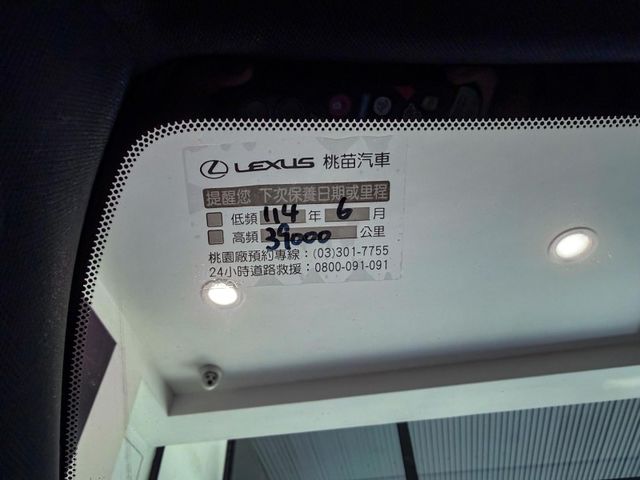 LEXUS 桃苗汽車
提醒您 下次保養日期或里程
低頻 114 年 6 月
高頻 39000 公里
桃園廠預約專線：(03)301-7755
24小時道路救援：0800-091-091